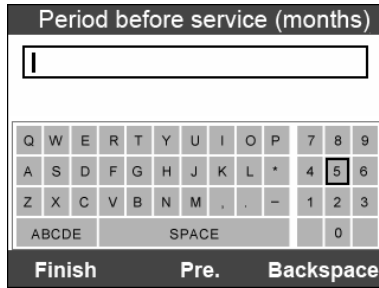 Period before service (months)
Q W E R T Y U I O P 7 8 9
A S D F G H J K L * 4 5 6
Z X C V B N M , . - 1 2 3
ABCDE SPACE 0
Finish Pre. Backspace